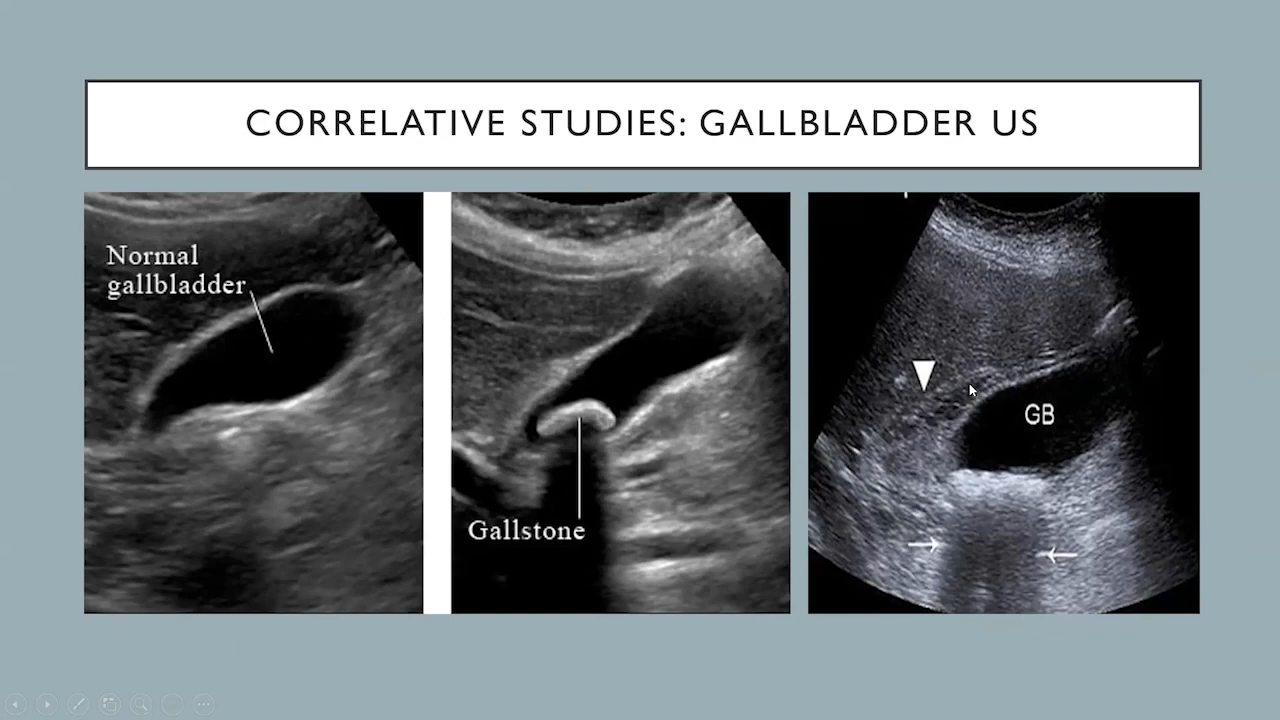 CORRELATIVE STUDIES: GALLBLADDER US
Normal
gallbladder
Gallstone
GB